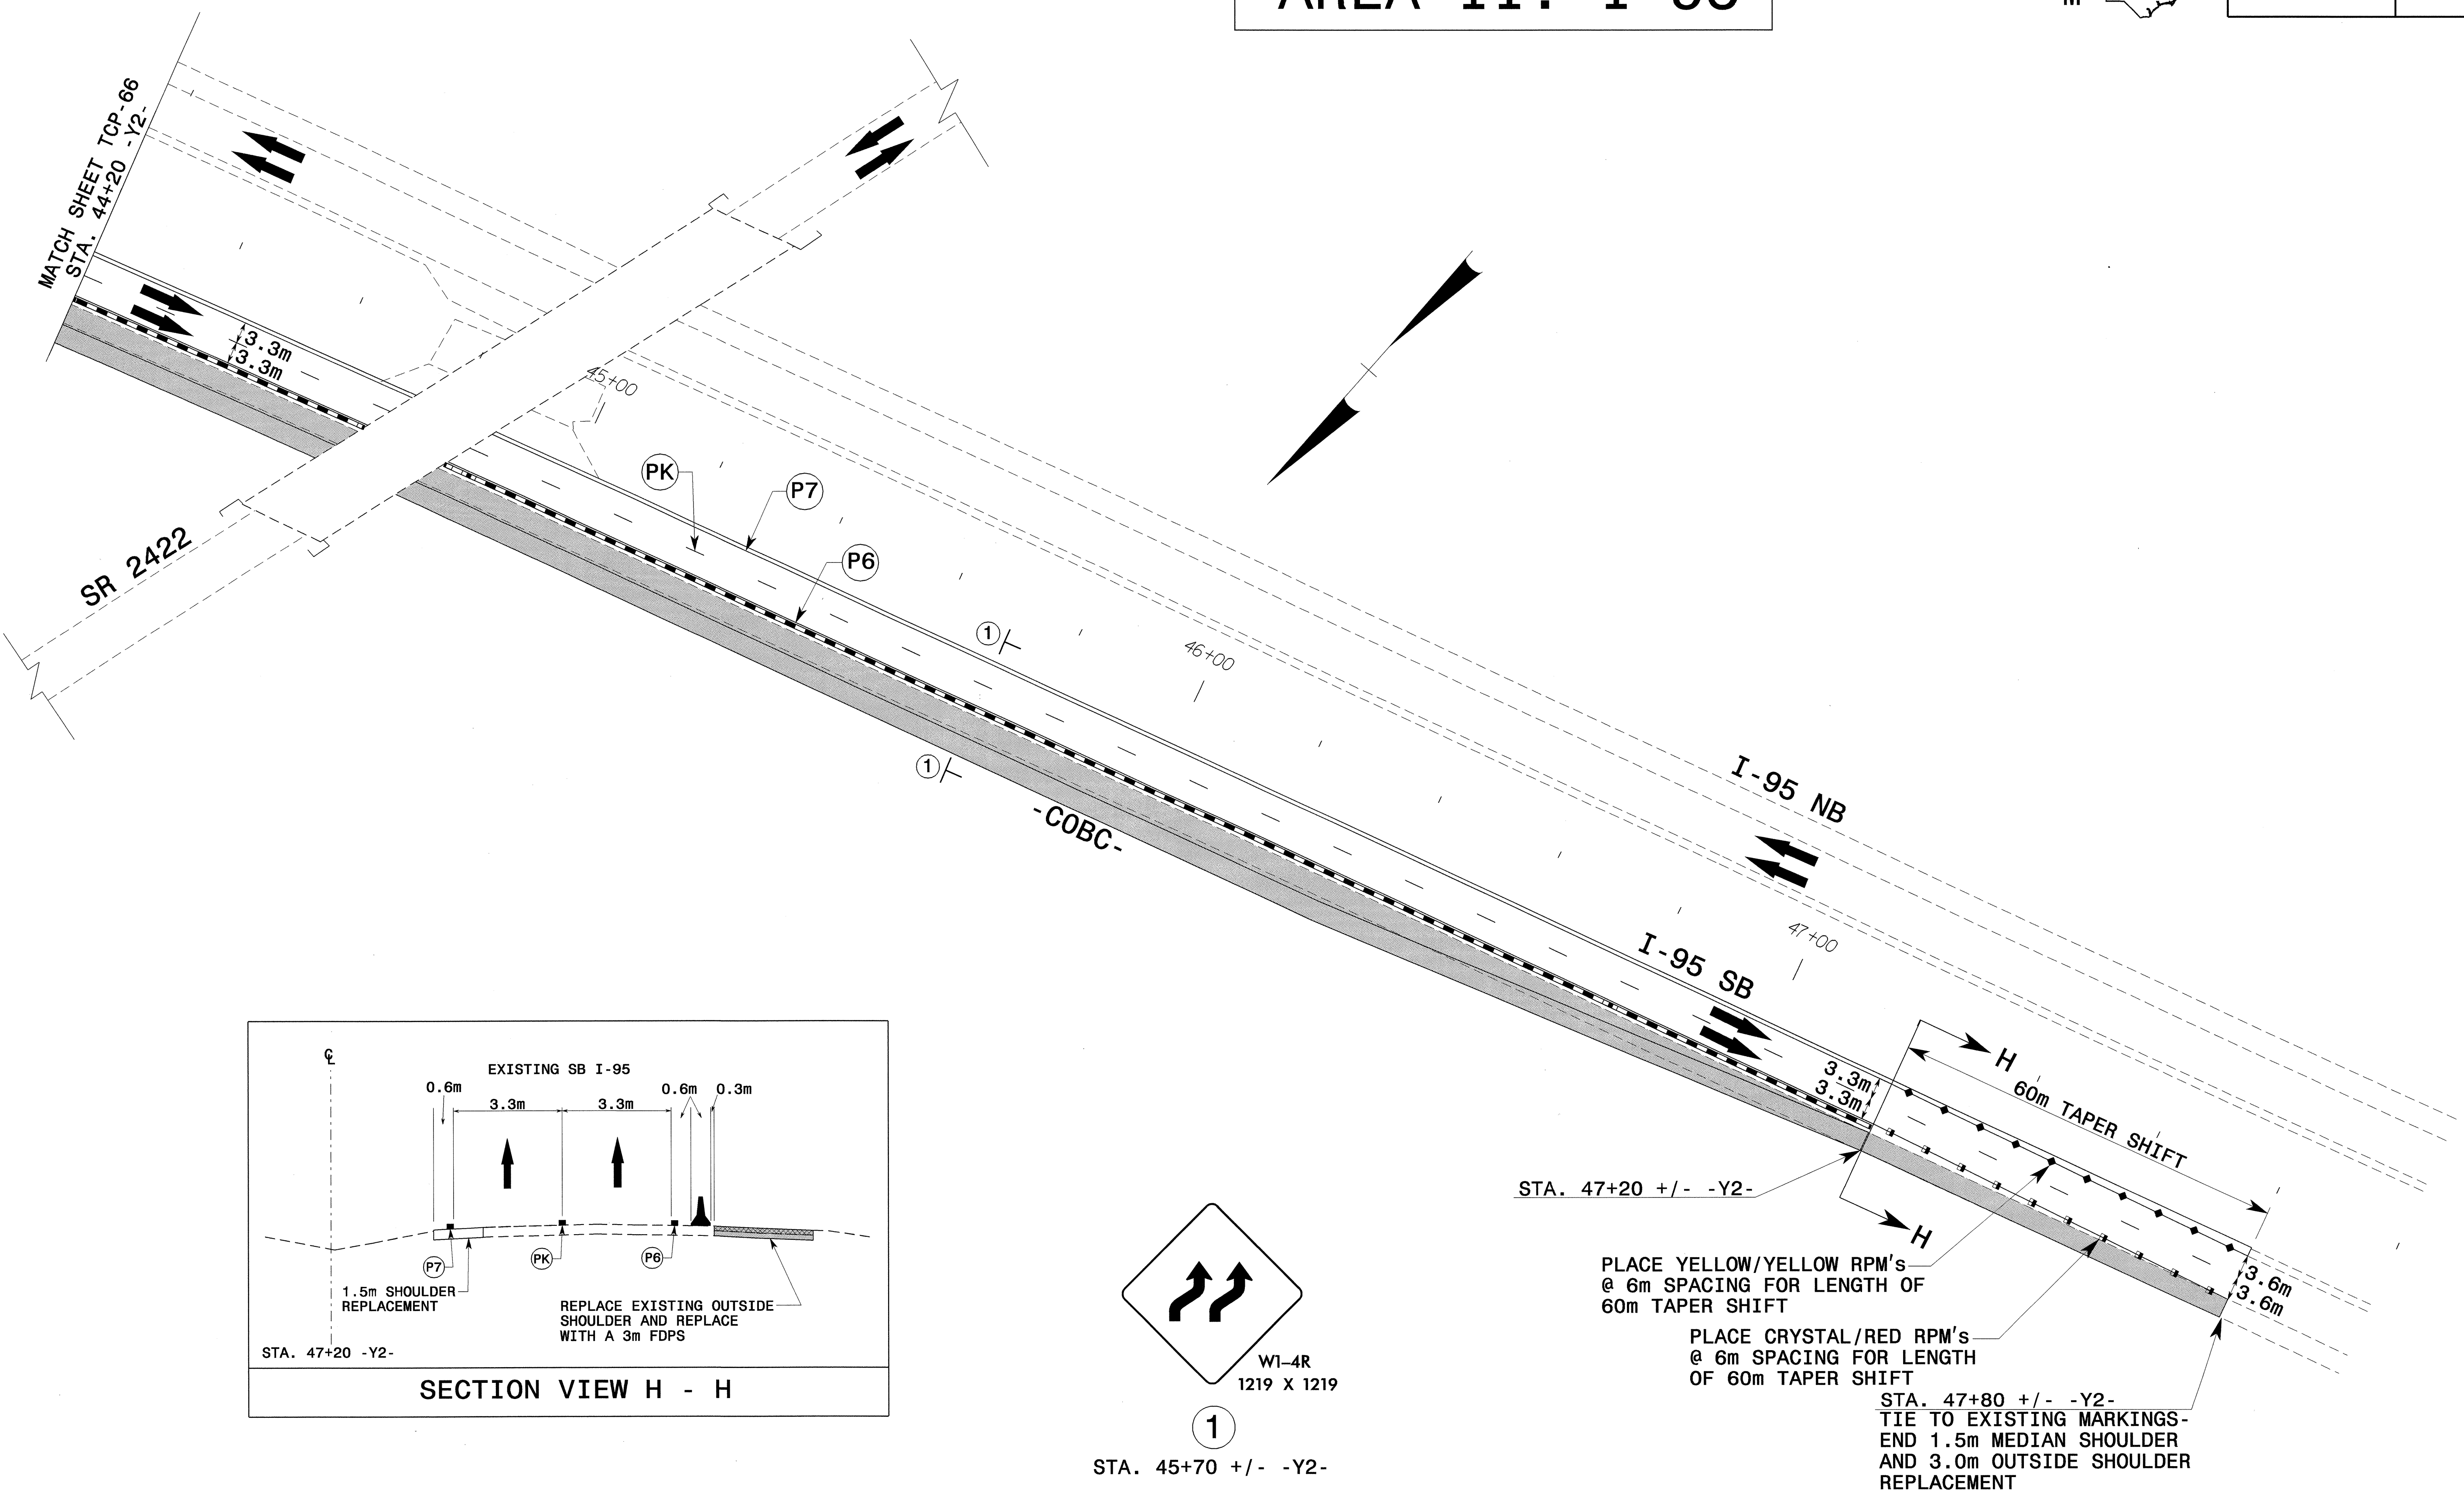 MATCH SHEET TCP-66
STA. 44+20 -Y2-
3.3m
3.3m
SR 2422
45+00
PK
P7
P6
1
46+00
1
-COBC-
I-95 NB
47+00
I-95 SB
3.3m
3.3m
H
60m TAPER SHIFT
H
STA. 47+20 +/- -Y2-
PLACE YELLOW/YELLOW RPM's
@ 6m SPACING FOR LENGTH OF
60m TAPER SHIFT
PLACE CRYSTAL/RED RPM's
@ 6m SPACING FOR LENGTH
OF 60m TAPER SHIFT
3.6m
3.6m
STA. 47+80 +/- -Y2-
TIE TO EXISTING MARKINGS-
END 1.5m MEDIAN SHOULDER
AND 3.0m OUTSIDE SHOULDER
REPLACEMENT
EXISTING SB I-95
0.6m
0.6m
0.3m
3.3m
3.3m
P7
PK
P6
1.5m SHOULDER
REPLACEMENT
REPLACE EXISTING OUTSIDE
SHOULDER AND REPLACE
WITH A 3m FDPS
STA. 47+20 -Y2-
SECTION VIEW H - H
W1-4R
1219 X 1219
1
STA. 45+70 +/- -Y2-